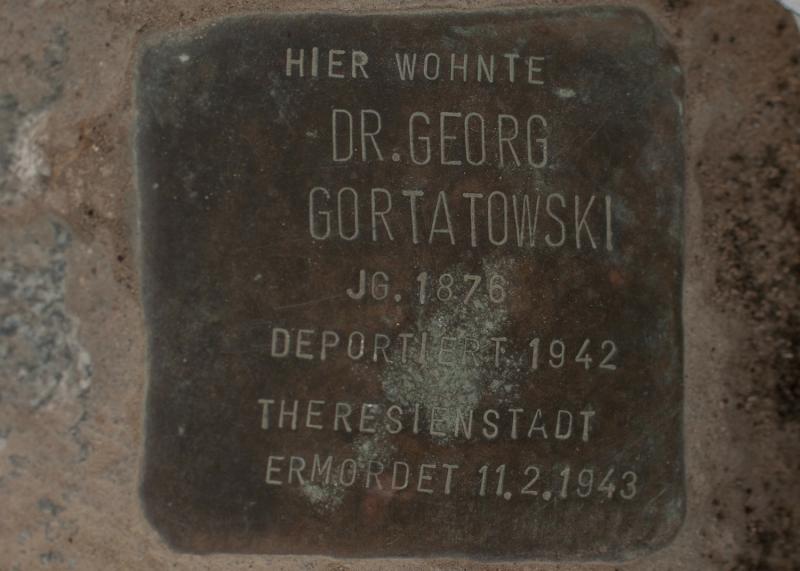 HIER WOHNTE
DR. GEORG
GORTATOWSKI
JG. 1876
DEPORTIERT 1942
THERESIENSTADT
ERMORDET 11.2.1943